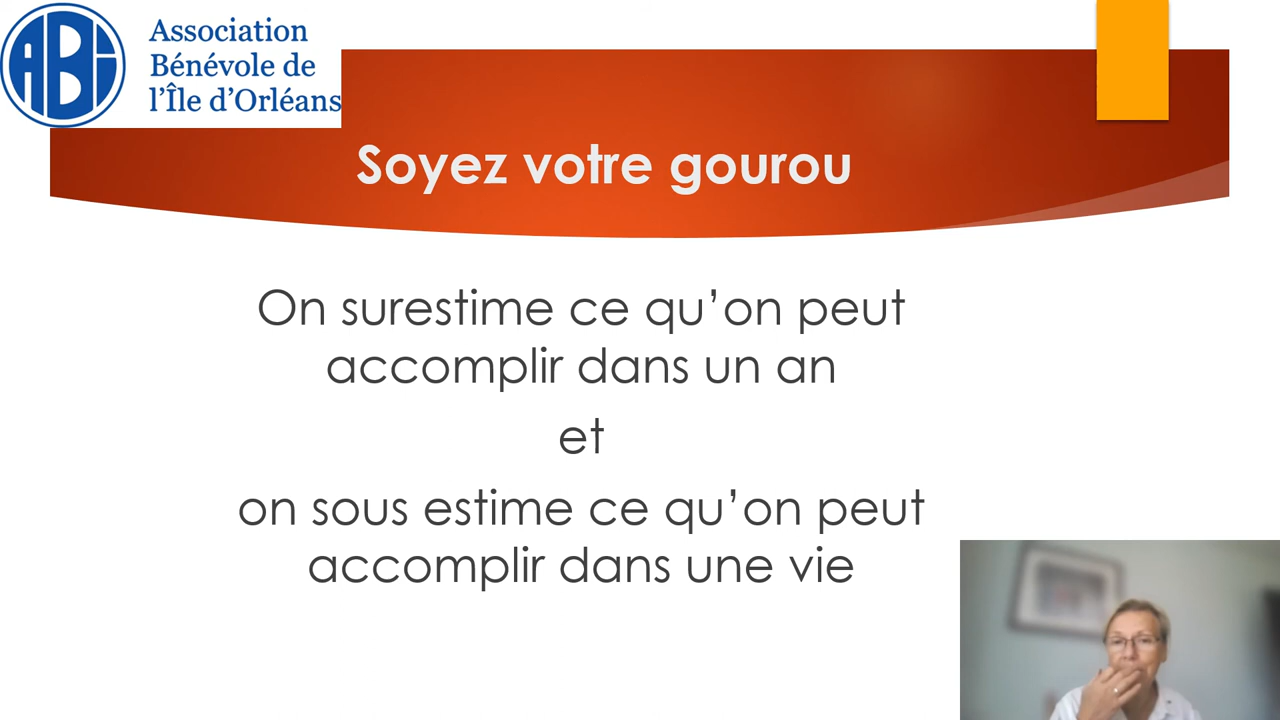 ABi
Association
Bénévole de
l'Île d'Orléans
Soyez votre gourou
On surestime ce qu'on peut
accomplir dans un an
et
on sous estime ce qu'on peut
accomplir dans une vie